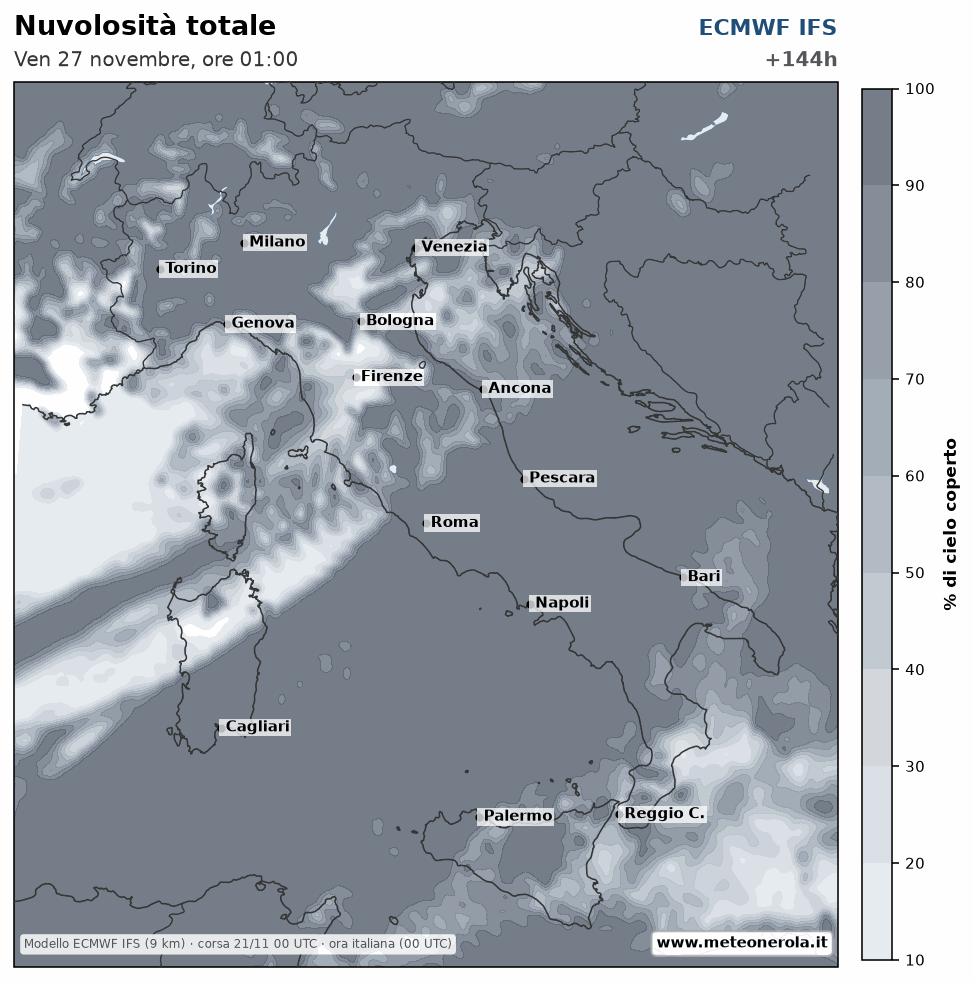 Nuvolosità totale
ECMWF IFS
Ven 27 novembre, ore 01:00
+144h
Milano
Venezia
Torino
Genova
Bologna
Firenze
Ancona
Pescara
Roma
Bari
Napoli
Cagliari
Palermo
Reggio C.
100
90
80
70
60
50
40
30
20
10
% di cielo coperto
Modello ECMWF IFS (9 km) · corsa 21/11 00 UTC · ora italiana (00 UTC)
www.meteonerola.it